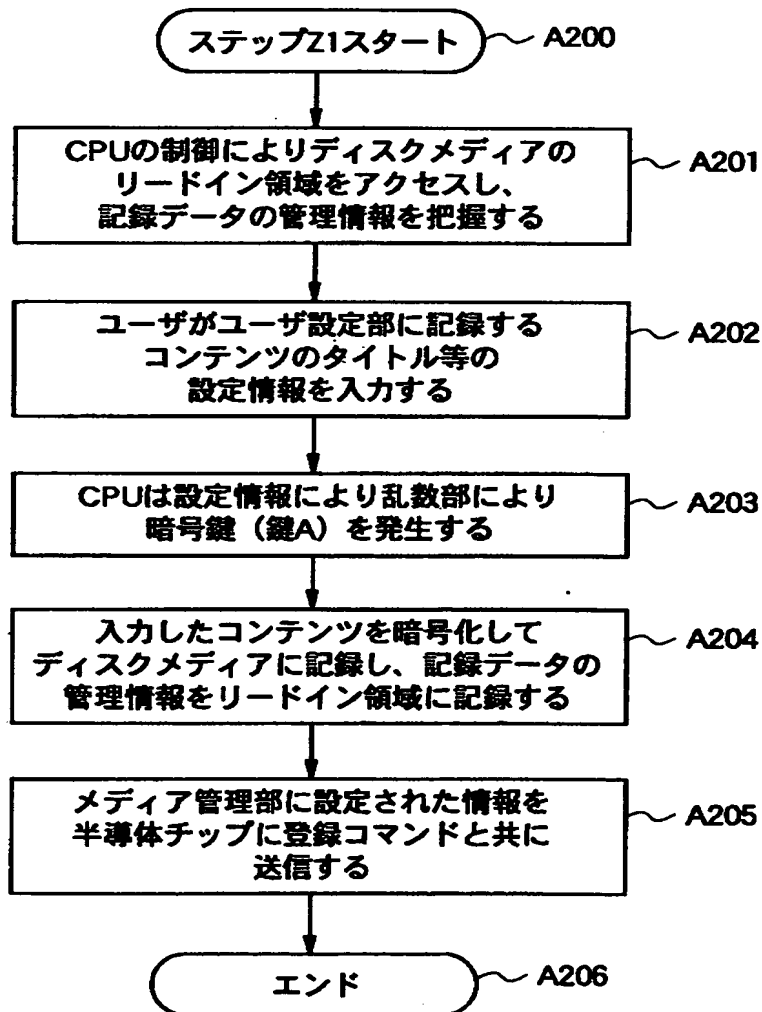 ステップZ1スタート
A200
CPUの制御によりディスクメディアの
リードイン領域をアクセスし、
記録データの管理情報を把握する
A201
ユーザがユーザ設定部に記録する
コンテンツのタイトル等の
設定情報を入力する
A202
CPUは設定情報により乱数部により
暗号鍵（鍵A）を発生する
A203
入力したコンテンツを暗号化して
ディスクメディアに記録し、記録データの
管理情報をリードイン領域に記録する
A204
メディア管理部に設定された情報を
半導体チップに登録コマンドと共に
送信する
A205
エンド
A206